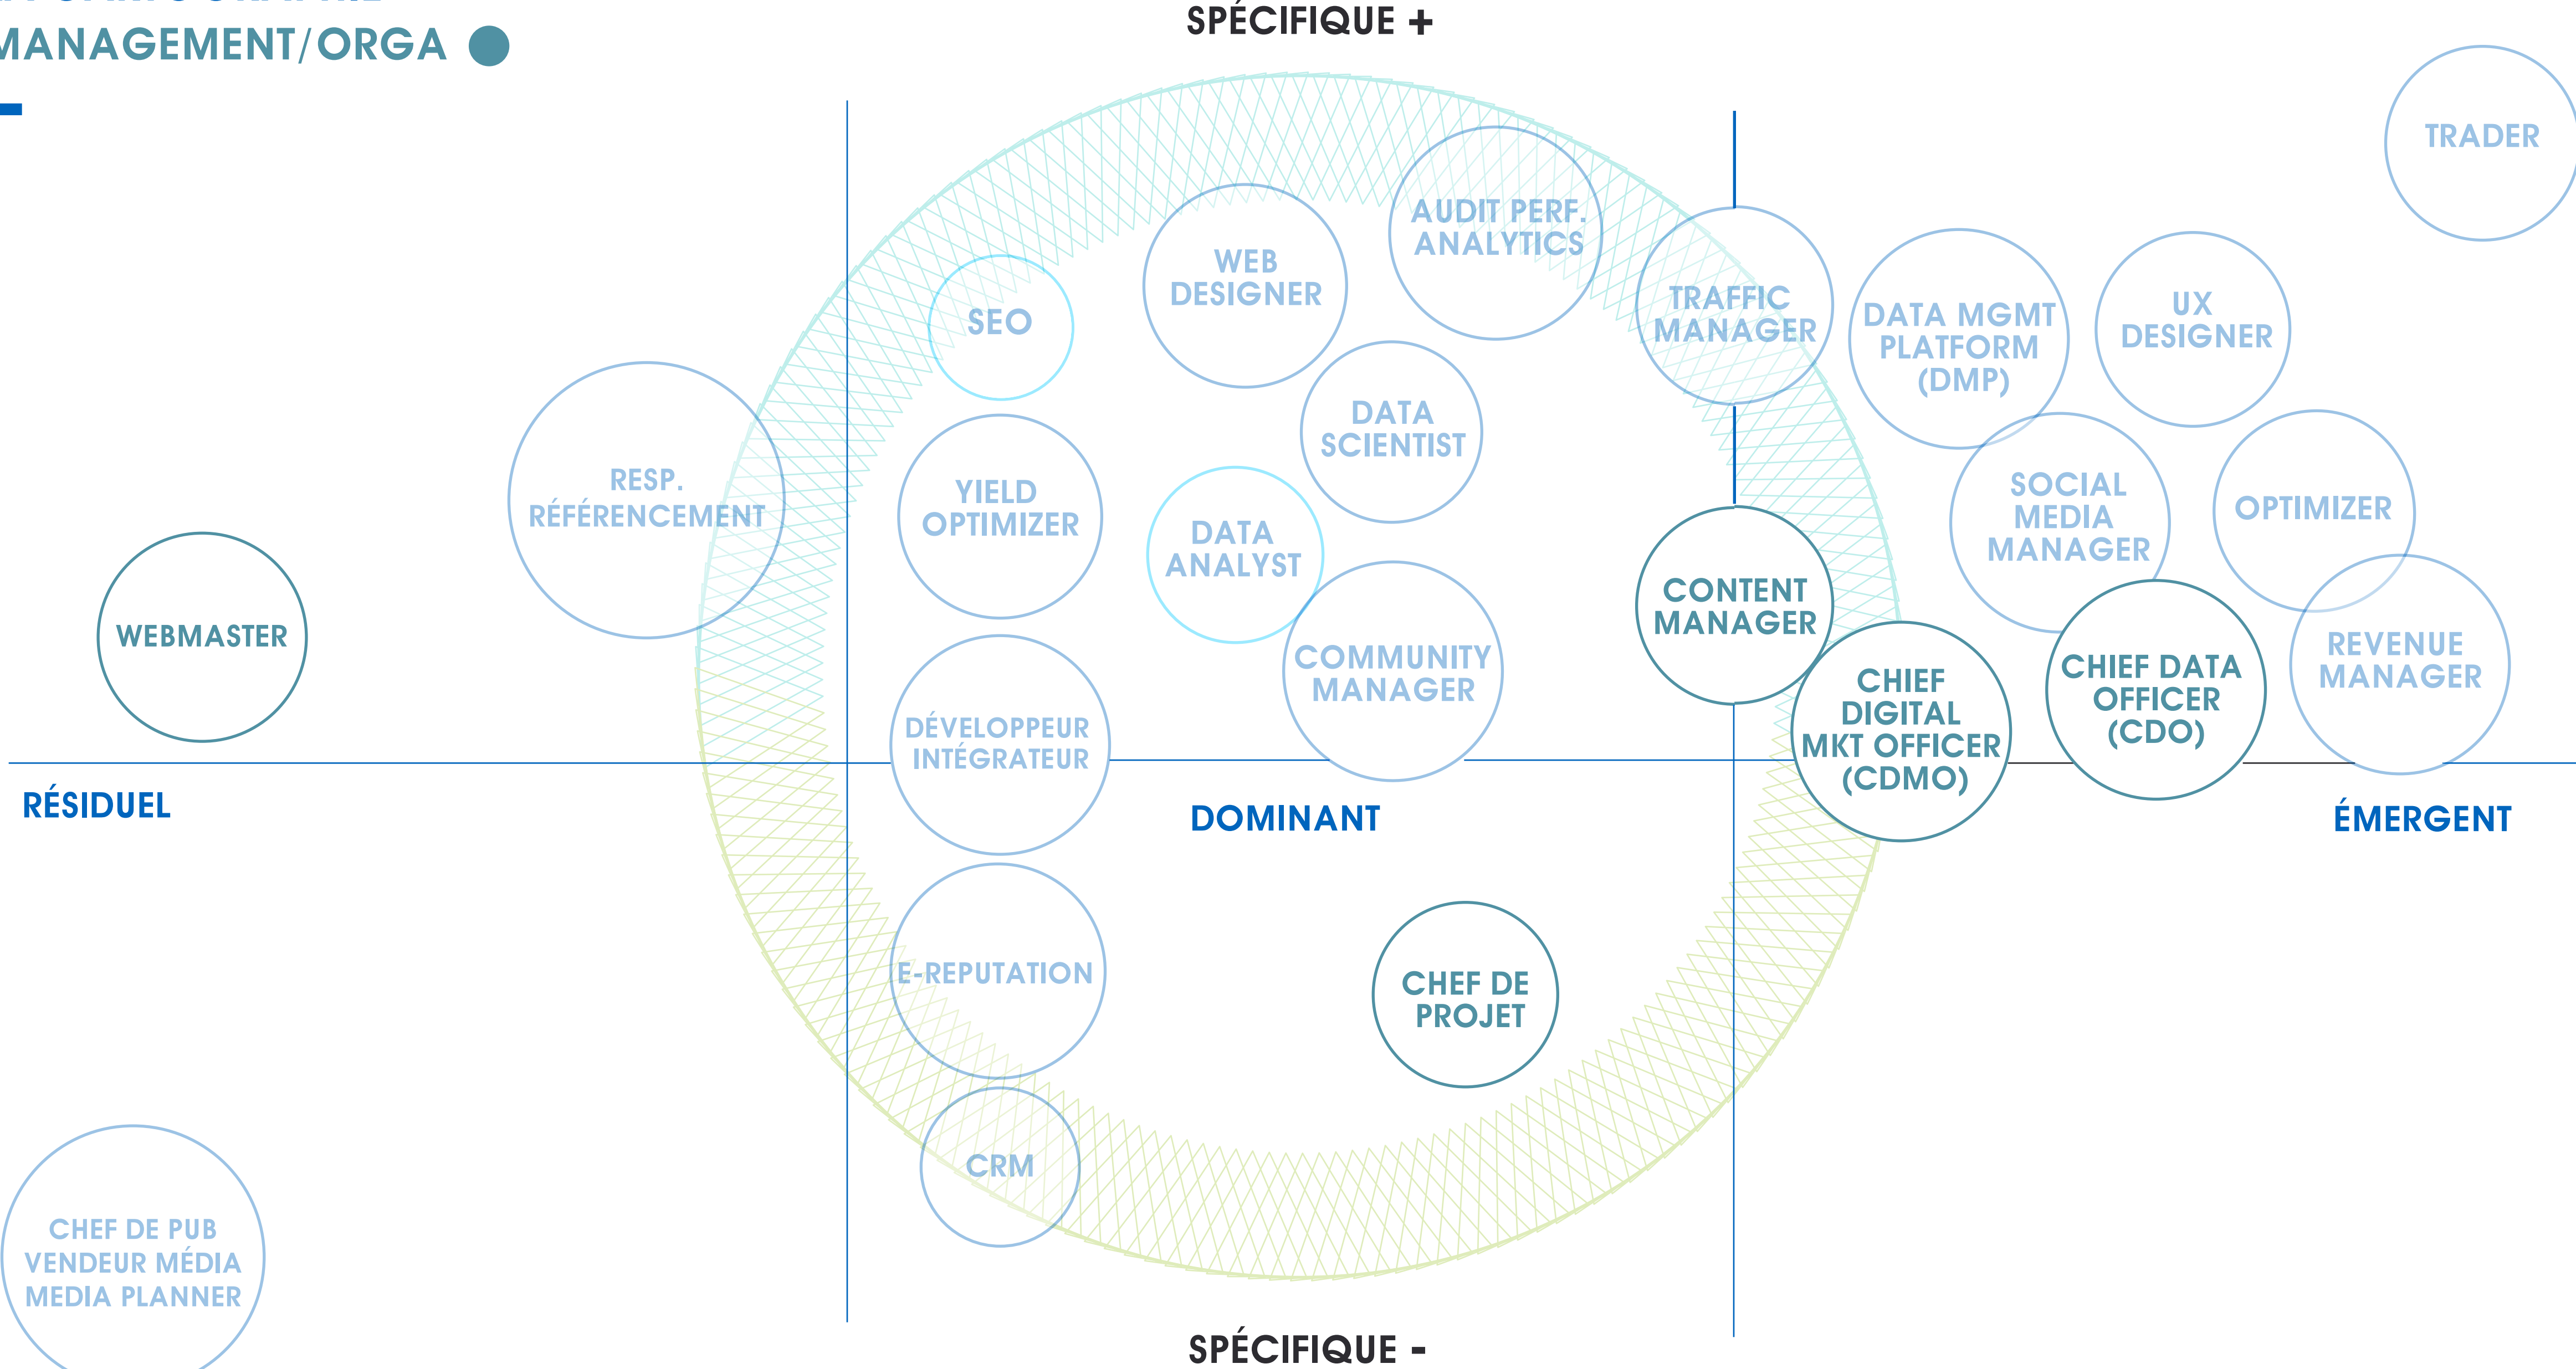 MANAGEMENT/ORGA
SPÉCIFIQUE +
TRADER
AUDIT PERF.
ANALYTICS
WEB
DESIGNER
SEO
TRAFFIC
MANAGER
DATA MGMT
PLATFORM
(DMP)
UX
DESIGNER
DATA
SCIENTIST
RESP.
RÉFÉRENCEMENT
YIELD
OPTIMIZER
DATA
ANALYST
SOCIAL
MEDIA
MANAGER
OPTIMIZER
WEBMASTER
CONTENT
MANAGER
COMMUNITY
MANAGER
CHIEF
DIGITAL
MKT OFFICER
(CDMO)
CHIEF DATA
OFFICER
(CDO)
REVENUE
MANAGER
DÉVELOPPEUR
INTÉGRATEUR
RÉSIDUEL
DOMINANT
ÉMERGENT
E-REPUTATION
CHEF DE
PROJET
CRM
CHEF DE PUB
VENDEUR MÉDIA
MEDIA PLANNER
SPÉCIFIQUE -